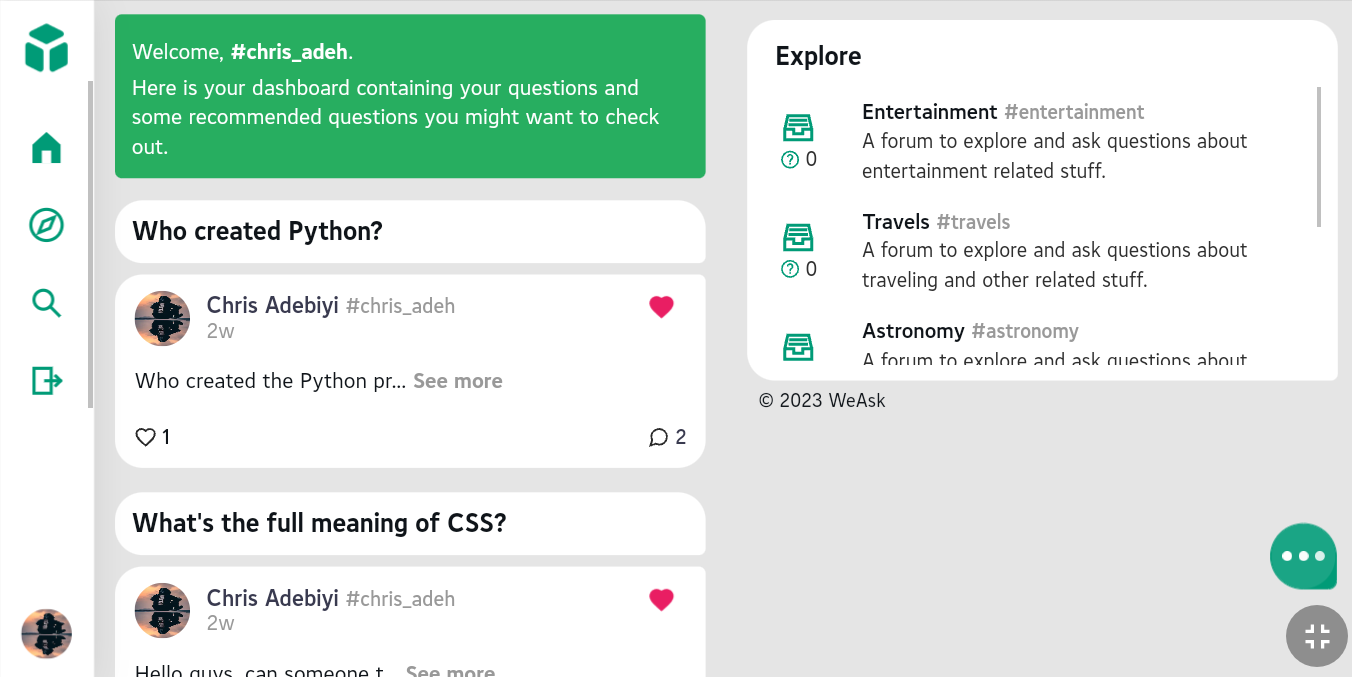 Welcome, #chris_adeh.
Here is your dashboard containing your questions and
some recommended questions you might want to check
out.
Who created Python?
Chris Adebiyi #chris_adeh
2w
Who created the Python pr... See more
1
2
What's the full meaning of CSS?
Chris Adebiyi #chris_adeh
2w
Hello guys, can someone t... See more
Explore
Entertainment #entertainment
A forum to explore and ask questions about
entertainment related stuff.
0
Travels #travels
A forum to explore and ask questions about
traveling and other related stuff.
0
Astronomy #astronomy
A forum to explore and ask questions about
© 2023 WeAsk